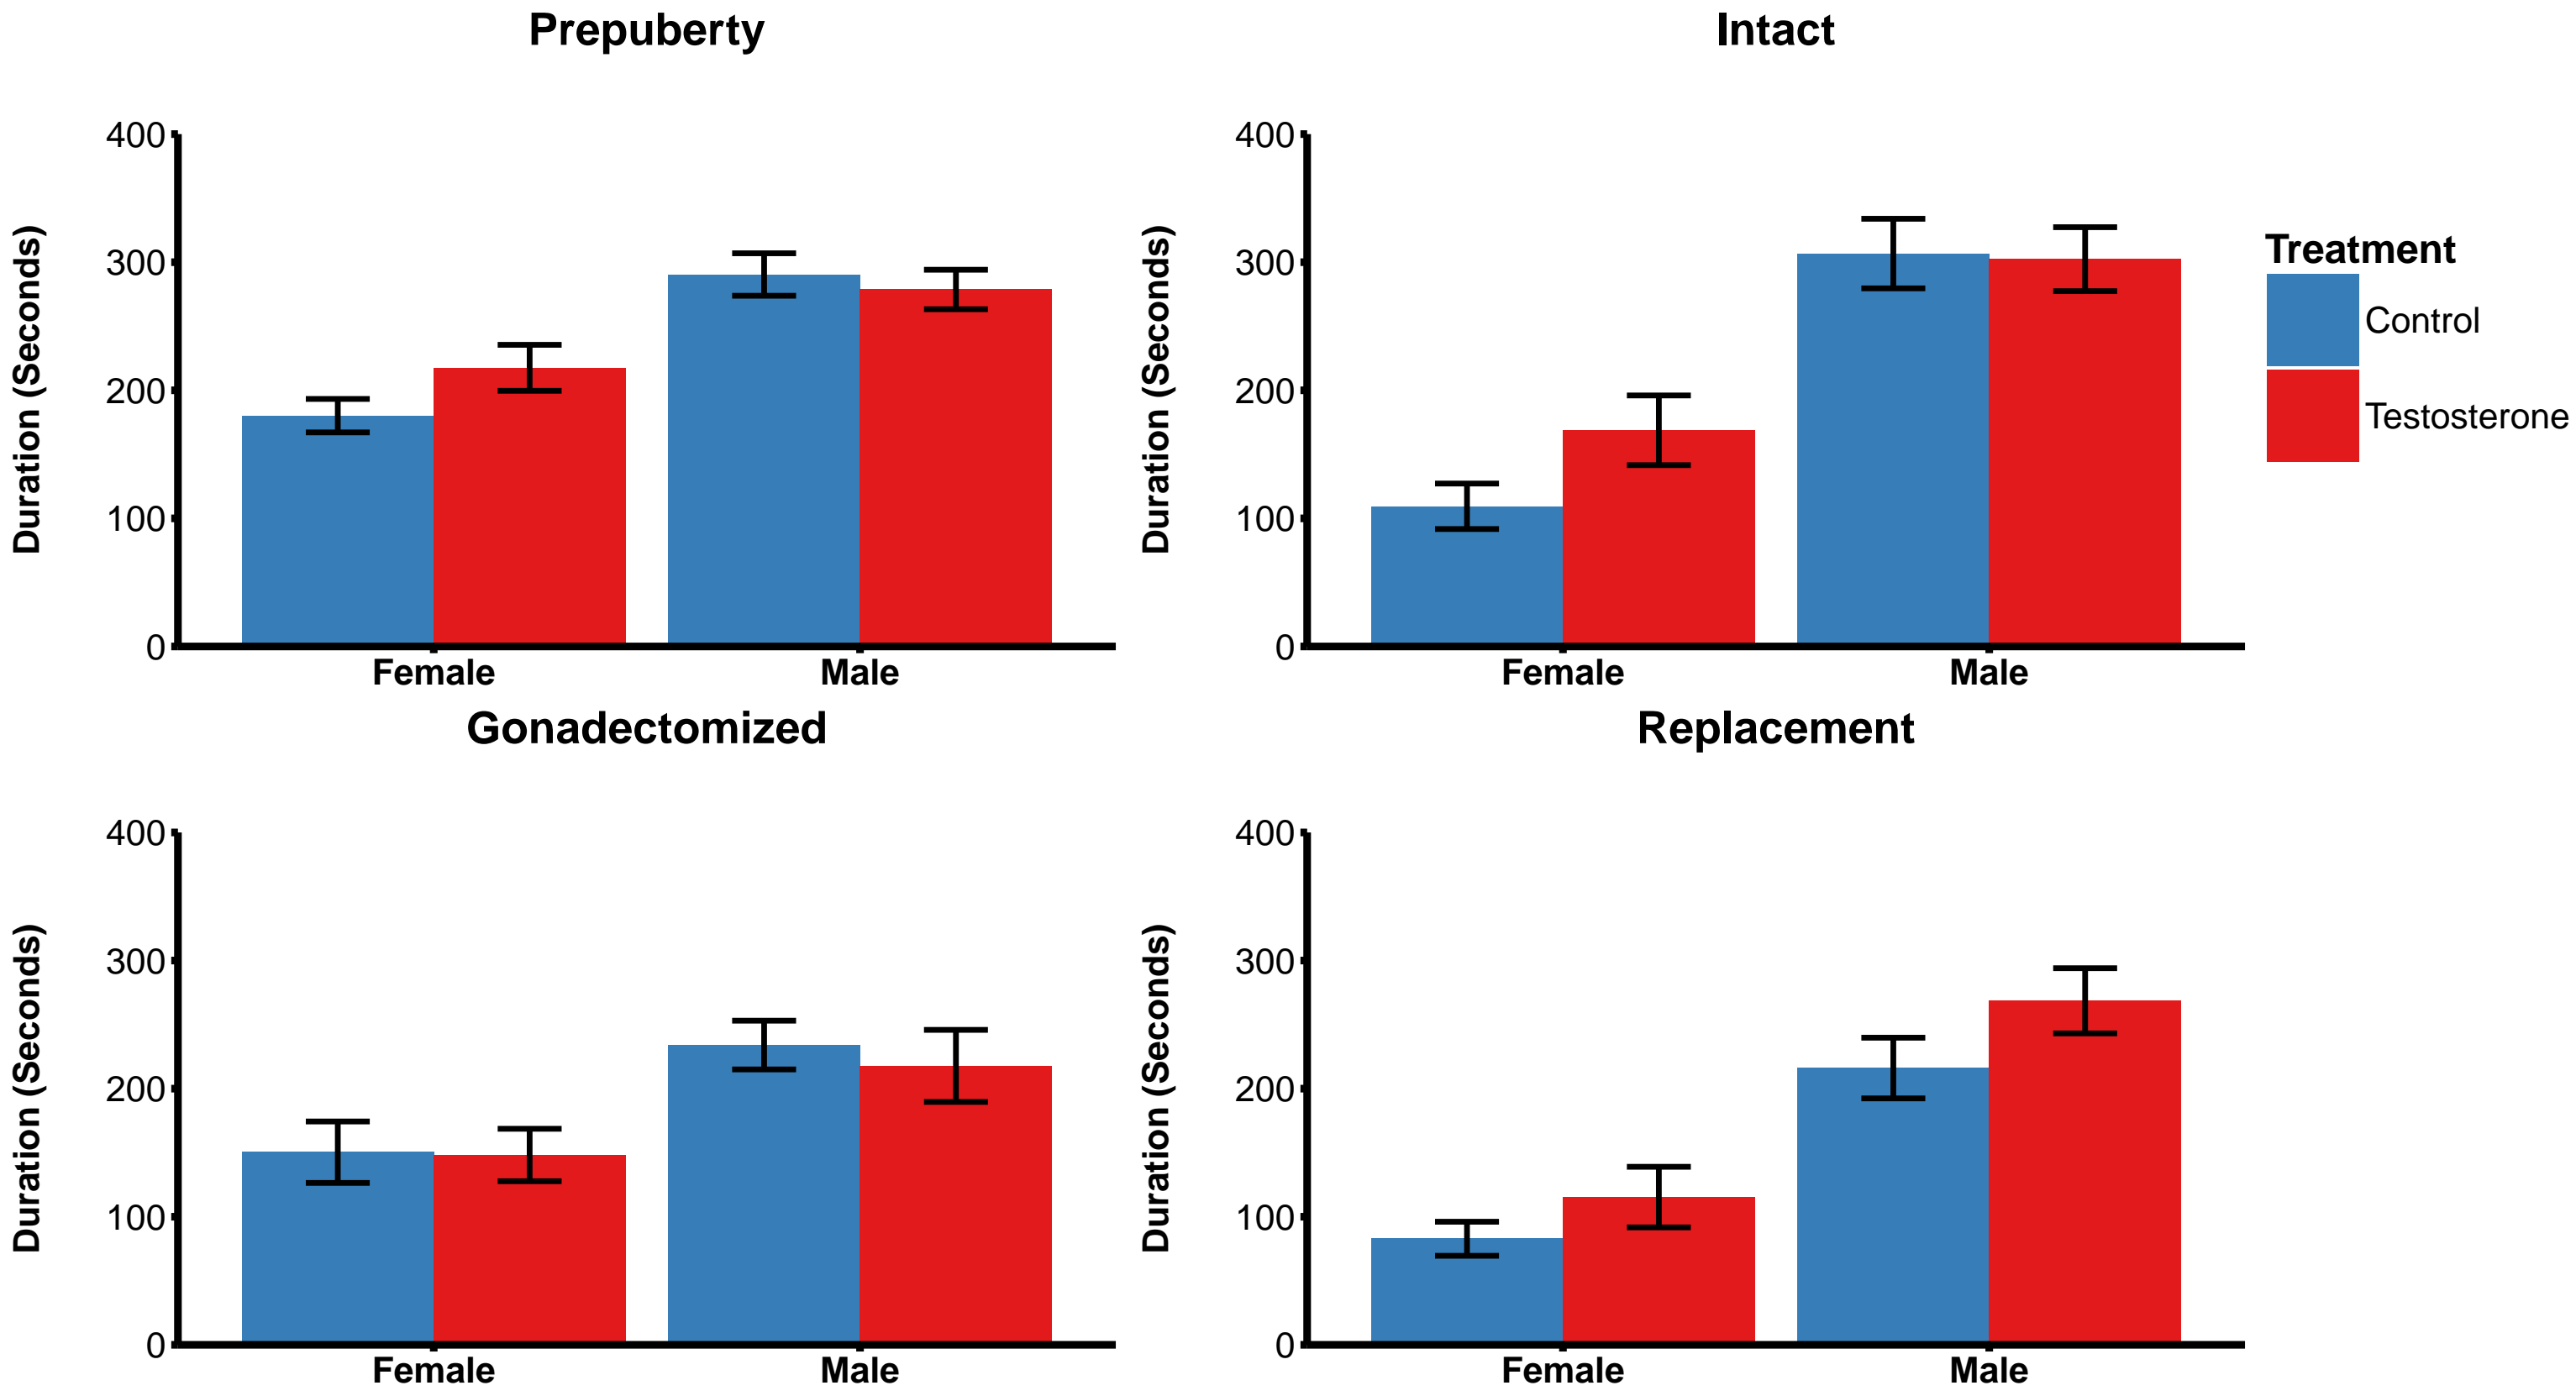 Prepuberty
Duration (Seconds)
400
300
200
100
0
Female Male
Intact
Duration (Seconds)
400
300
200
100
0
Female Male
Treatment
Control
Testosterone
Gonadectomized
Duration (Seconds)
400
300
200
100
0
Female Male
Replacement
Duration (Seconds)
400
300
200
100
0
Female Male